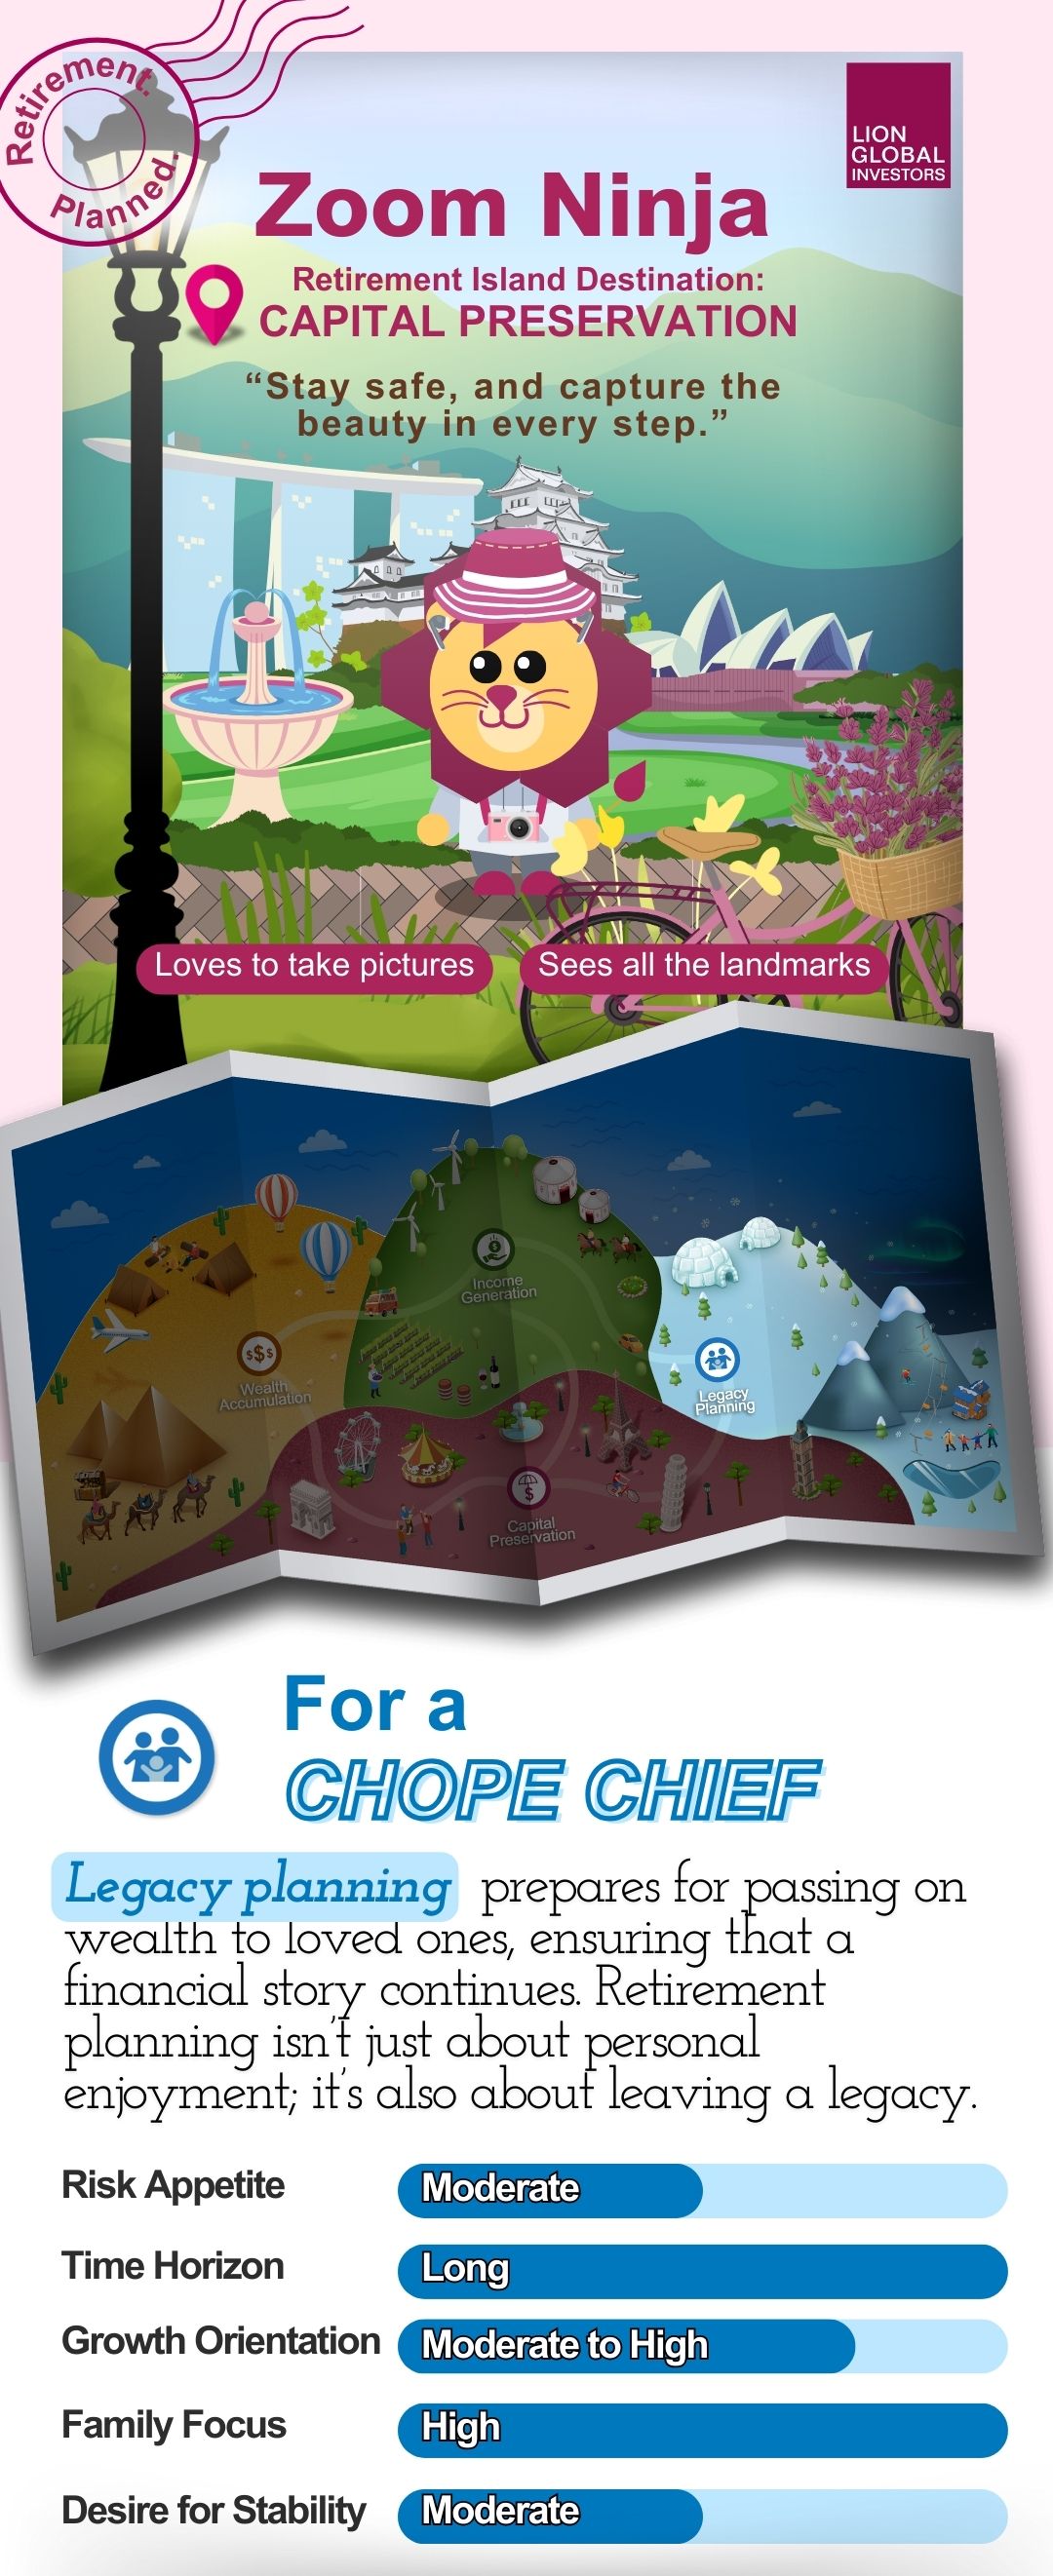 Retirement.
Planned.
LION
GLOBAL
INVESTORS
Zoom Ninja
Retirement Island Destination:
CAPITAL PRESERVATION
“Stay safe, and capture the
beauty in every step.”
Loves to take pictures
Sees all the landmarks
$
Income
Generation
$$$
Wealth
Accumulation
Legacy
Planning
$
Capital
Preservation
For a
CHOPE CHIEF
Legacy planning prepares for passing on
wealth to loved ones, ensuring that a
financial story continues. Retirement
planning isn’t just about personal
enjoyment; it’s also about leaving a legacy.
Risk Appetite Moderate
Time Horizon Long
Growth Orientation Moderate to High
Family Focus High
Desire for Stability Moderate